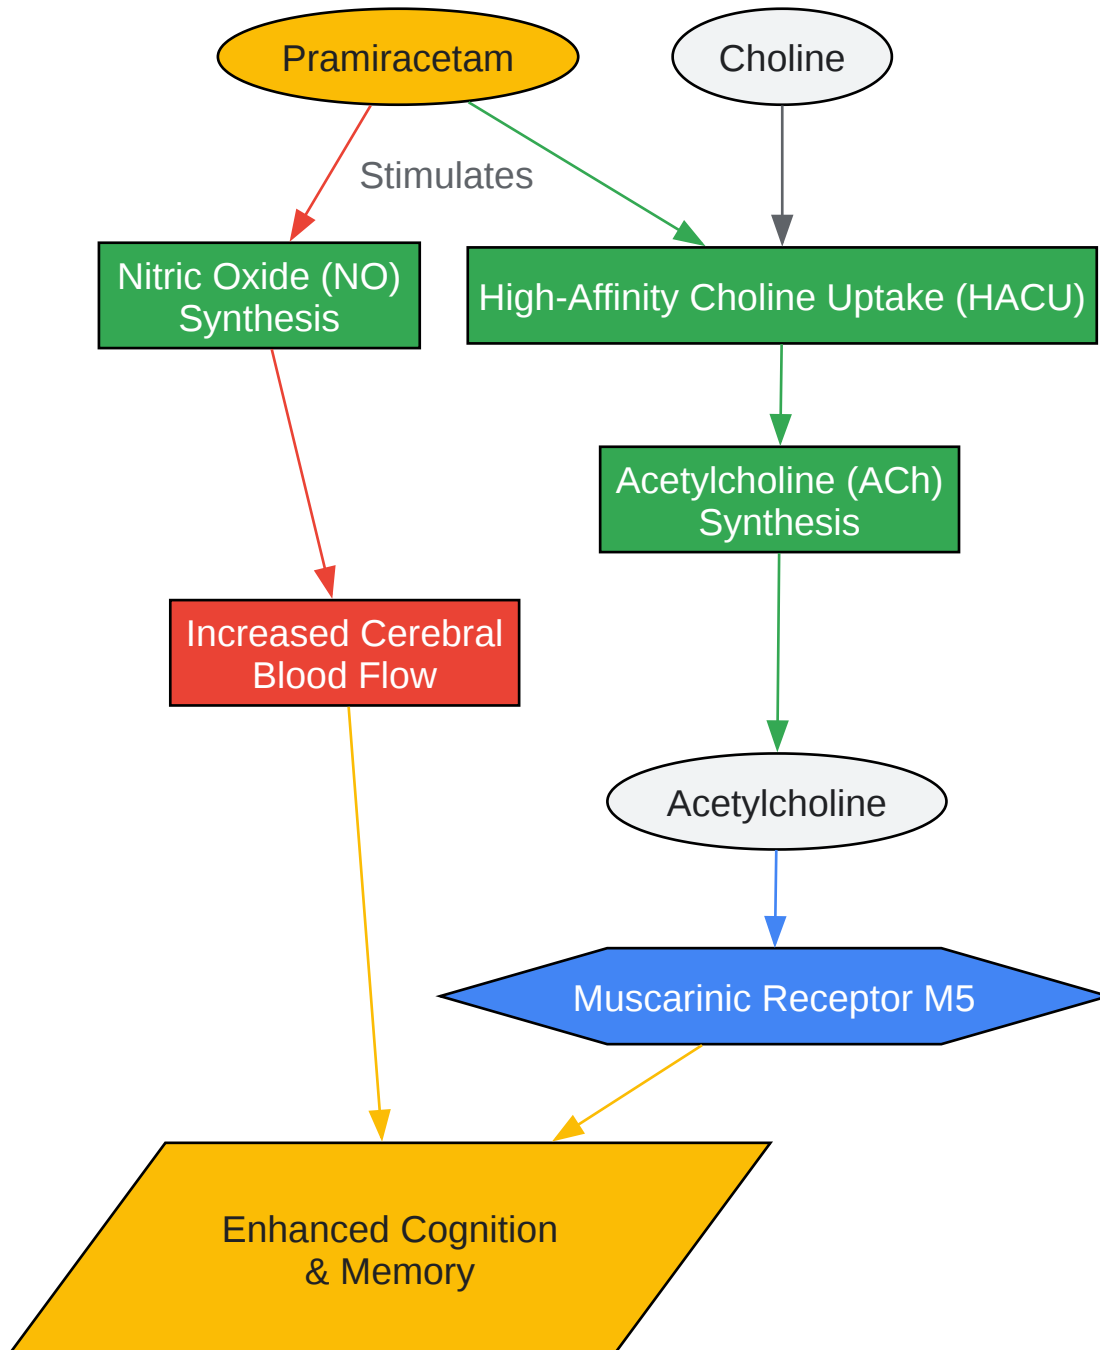 Pramiracetam
Choline
Stimulates
Nitric Oxide (NO)
Synthesis
High-Affinity Choline Uptake (HACU)
Acetylcholine (ACh)
Synthesis
Increased Cerebral
Blood Flow
Acetylcholine
Muscarinic Receptor M5
Enhanced Cognition
& Memory